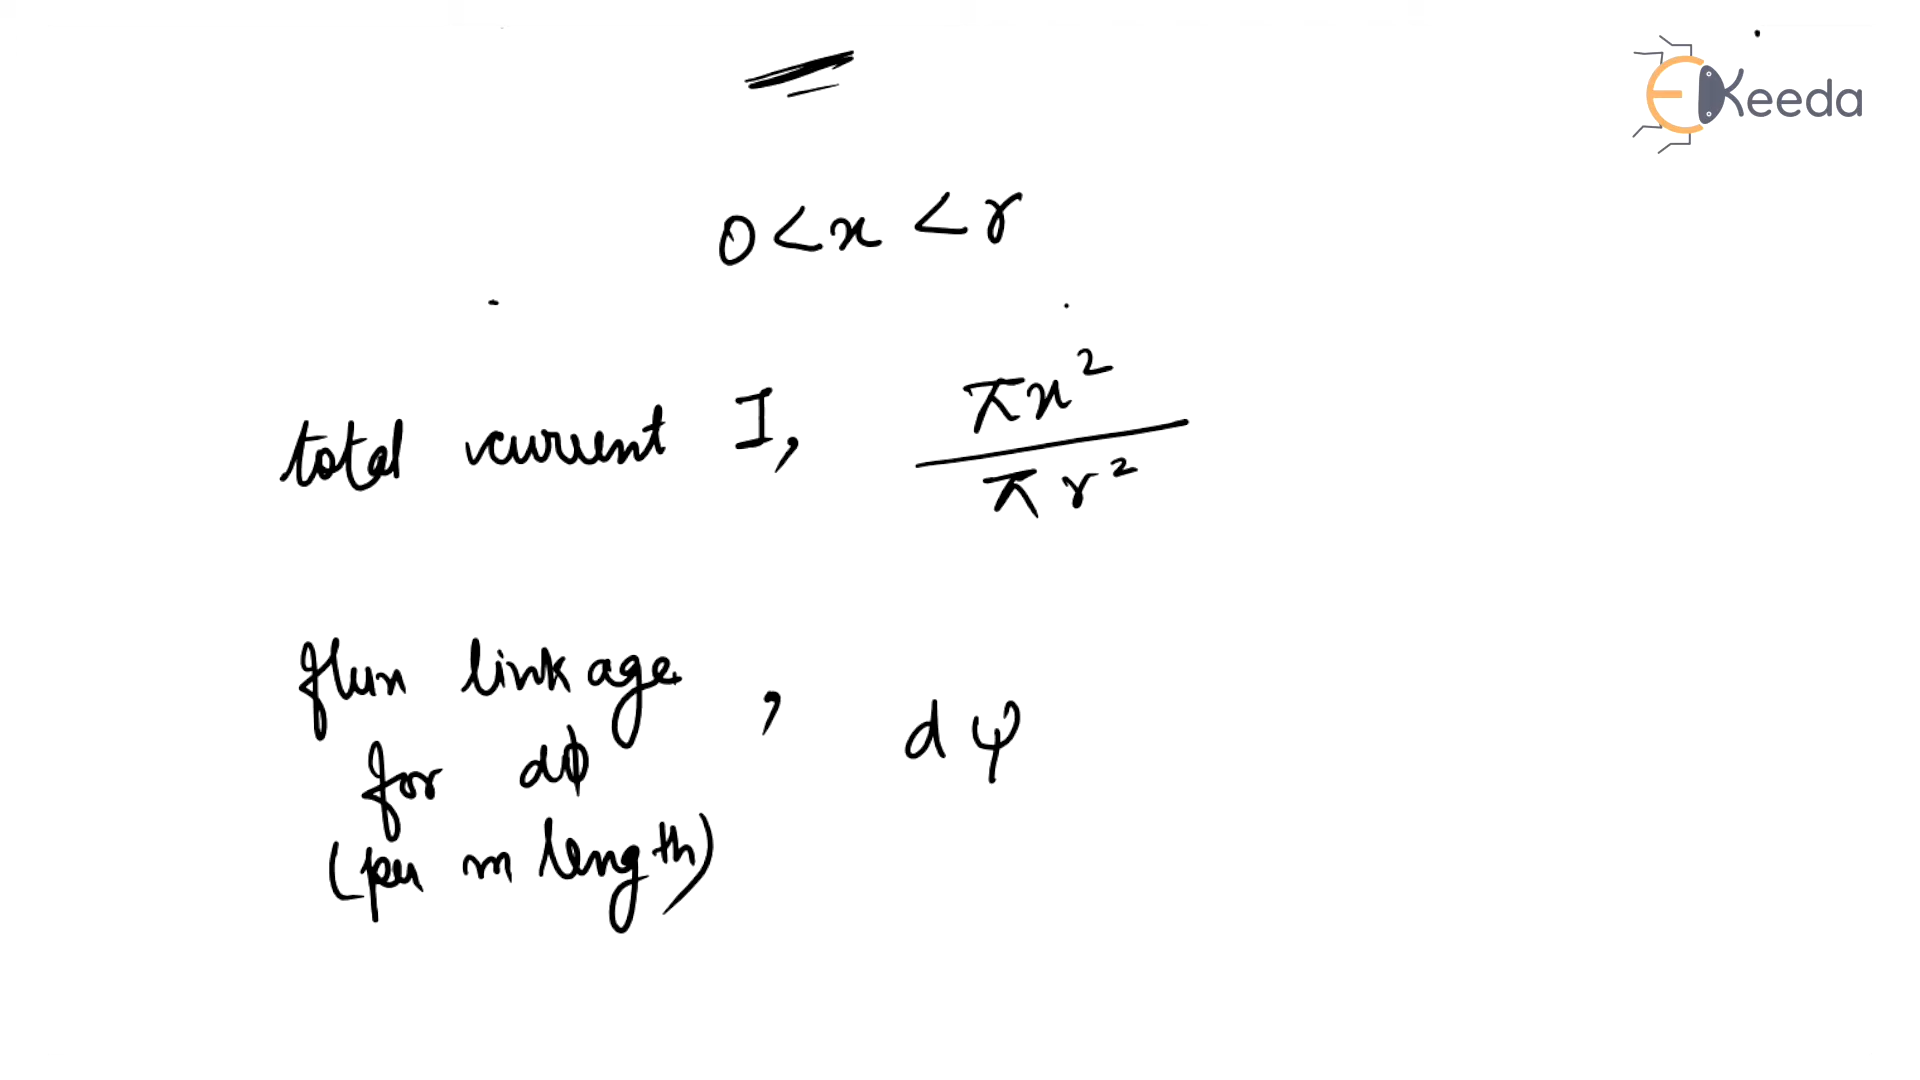 EKeeda
0 < x < r
total current I, πx² / πr²
flux linkage , dψ
for dϕ
(per m length)